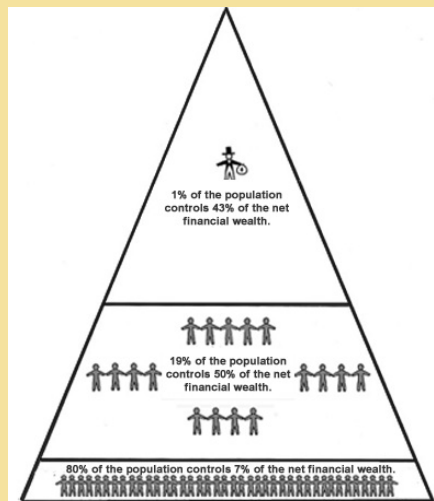 1% of the population
controls 43% of the net
financial wealth.
19% of the population
controls 50% of the net
financial wealth.
80% of the population controls 7% of the net financial wealth.